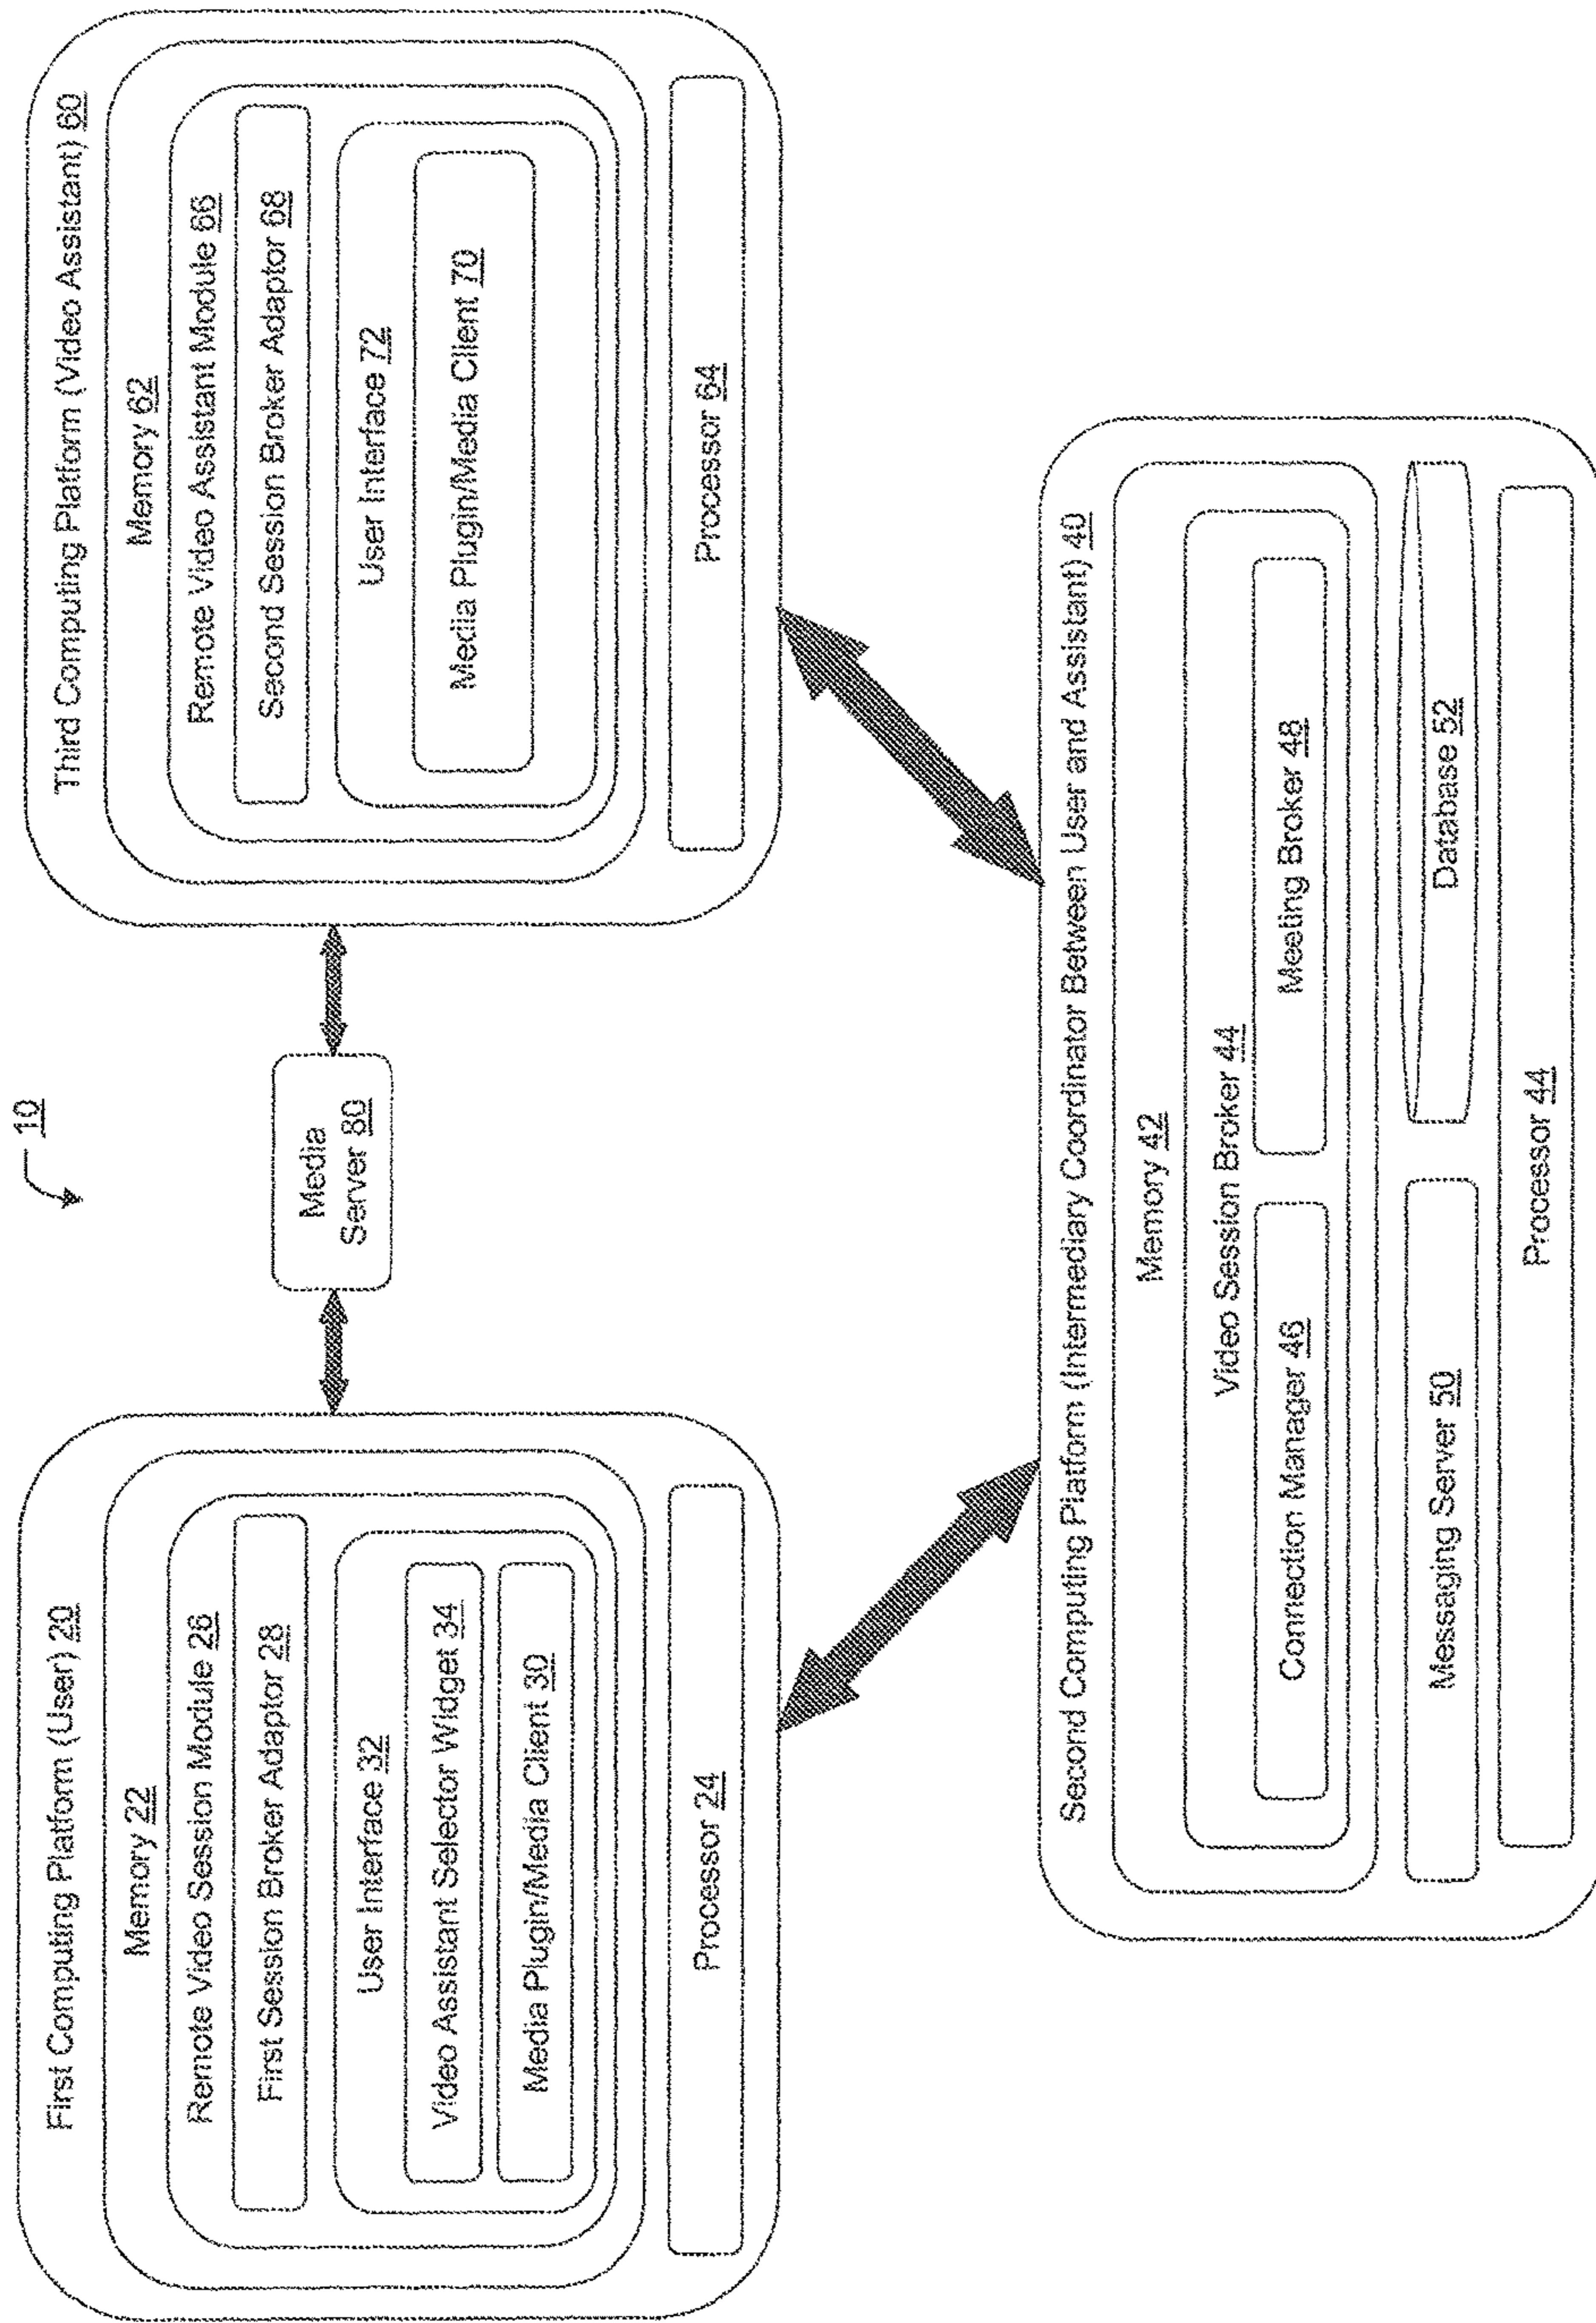 10
First Computing Platform (User) 20
Memory 22
Remote Video Session Module 26
First Session Broker Adaptor 28
User Interface 32
Video Assistant Selector Widget 34
Media Plugin/Media Client 30
Processor 24
Media
Server 80
Third Computing Platform (Video Assistant) 60
Memory 62
Remote Video Assistant Module 66
Second Session Broker Adaptor 68
User Interface 72
Media Plugin/Media Client 70
Processor 64
Second Computing Platform (Intermediary Coordinator Between User and Assistant) 40
Memory 42
Video Session Broker 44
Connection Manager 46
Meeting Broker 48
Messaging Server 50
Database 52
Processor 44